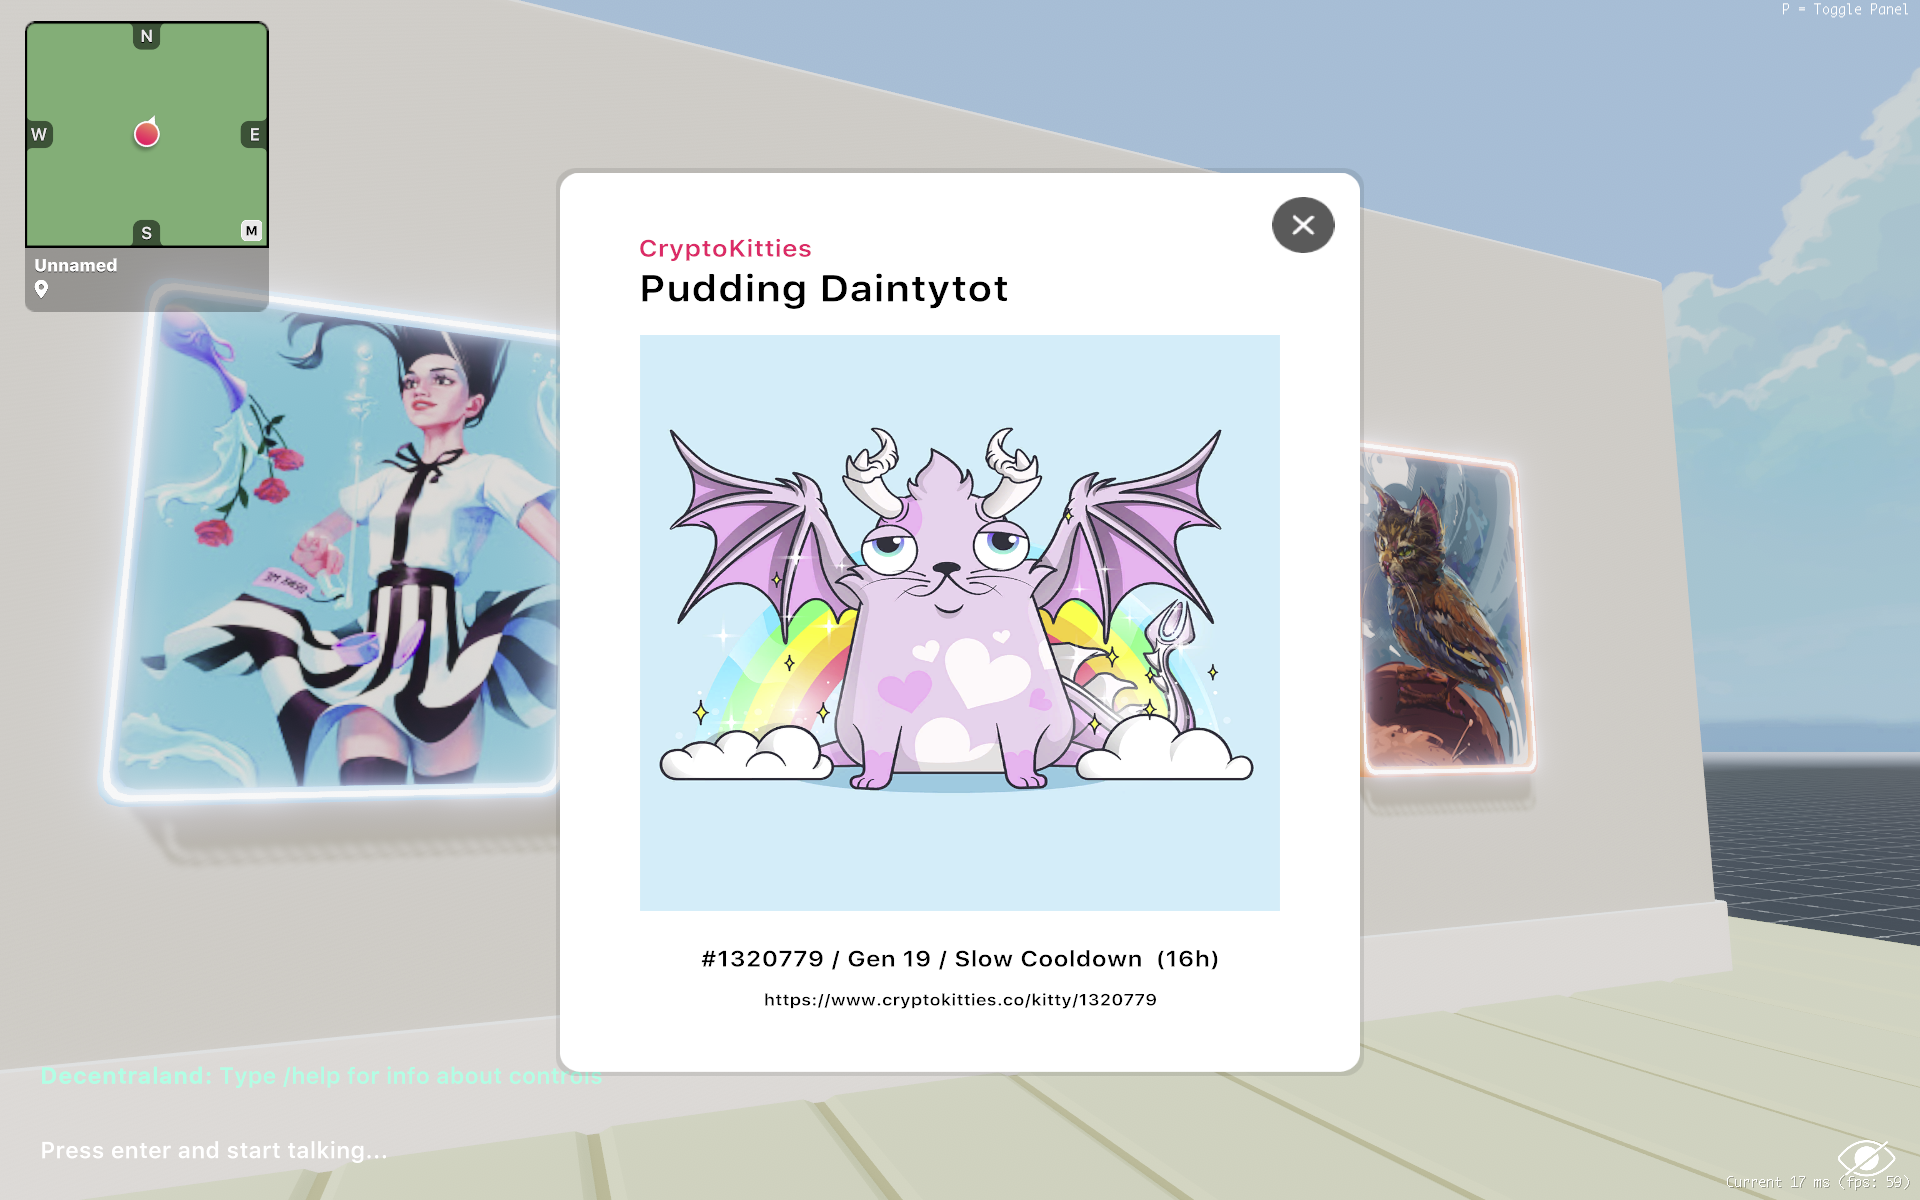 P = Toggle Panel
N
W
E
S
M
Unnamed
CryptoKitties
Pudding Daintytot
#1320779 / Gen 19 / Slow Cooldown (16h)
https://www.cryptokitties.co/kitty/1320779
Decentraland: Type /help for info about controls
Press enter and start talking...
Current 17 ms (fps: 59)